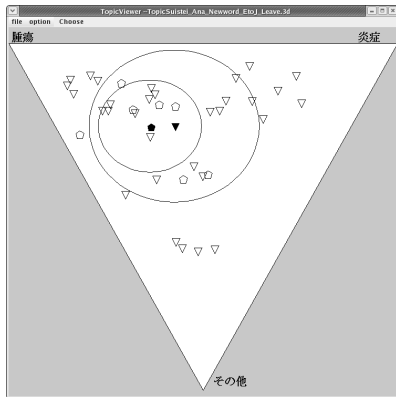 TopicViewer -TopicSuistei_Ana_Newword_EtoJ_Leave.3d
file option Choose
腫瘍 炎症
その他